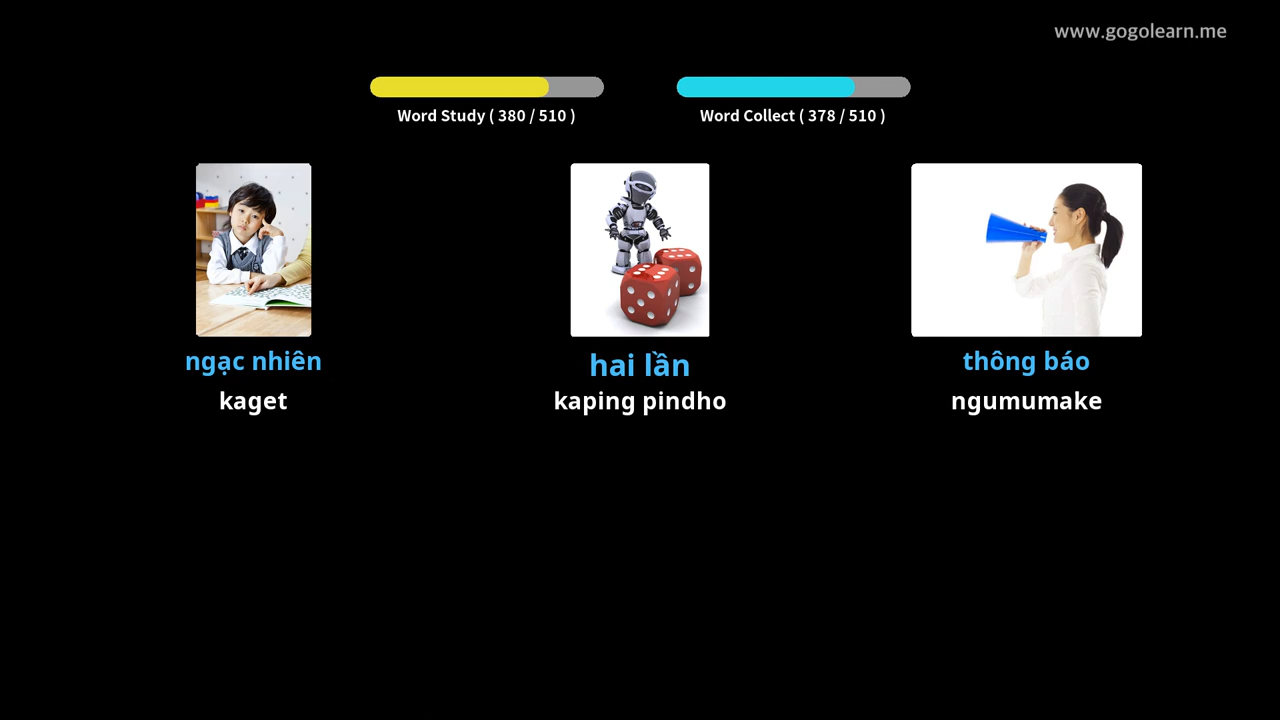 www.gogolearn.me
Word Study ( 380 / 510 )
Word Collect ( 378 / 510 )
ngạc nhiên
hai lần
thông báo
kaget
kaping pindho
ngumumake